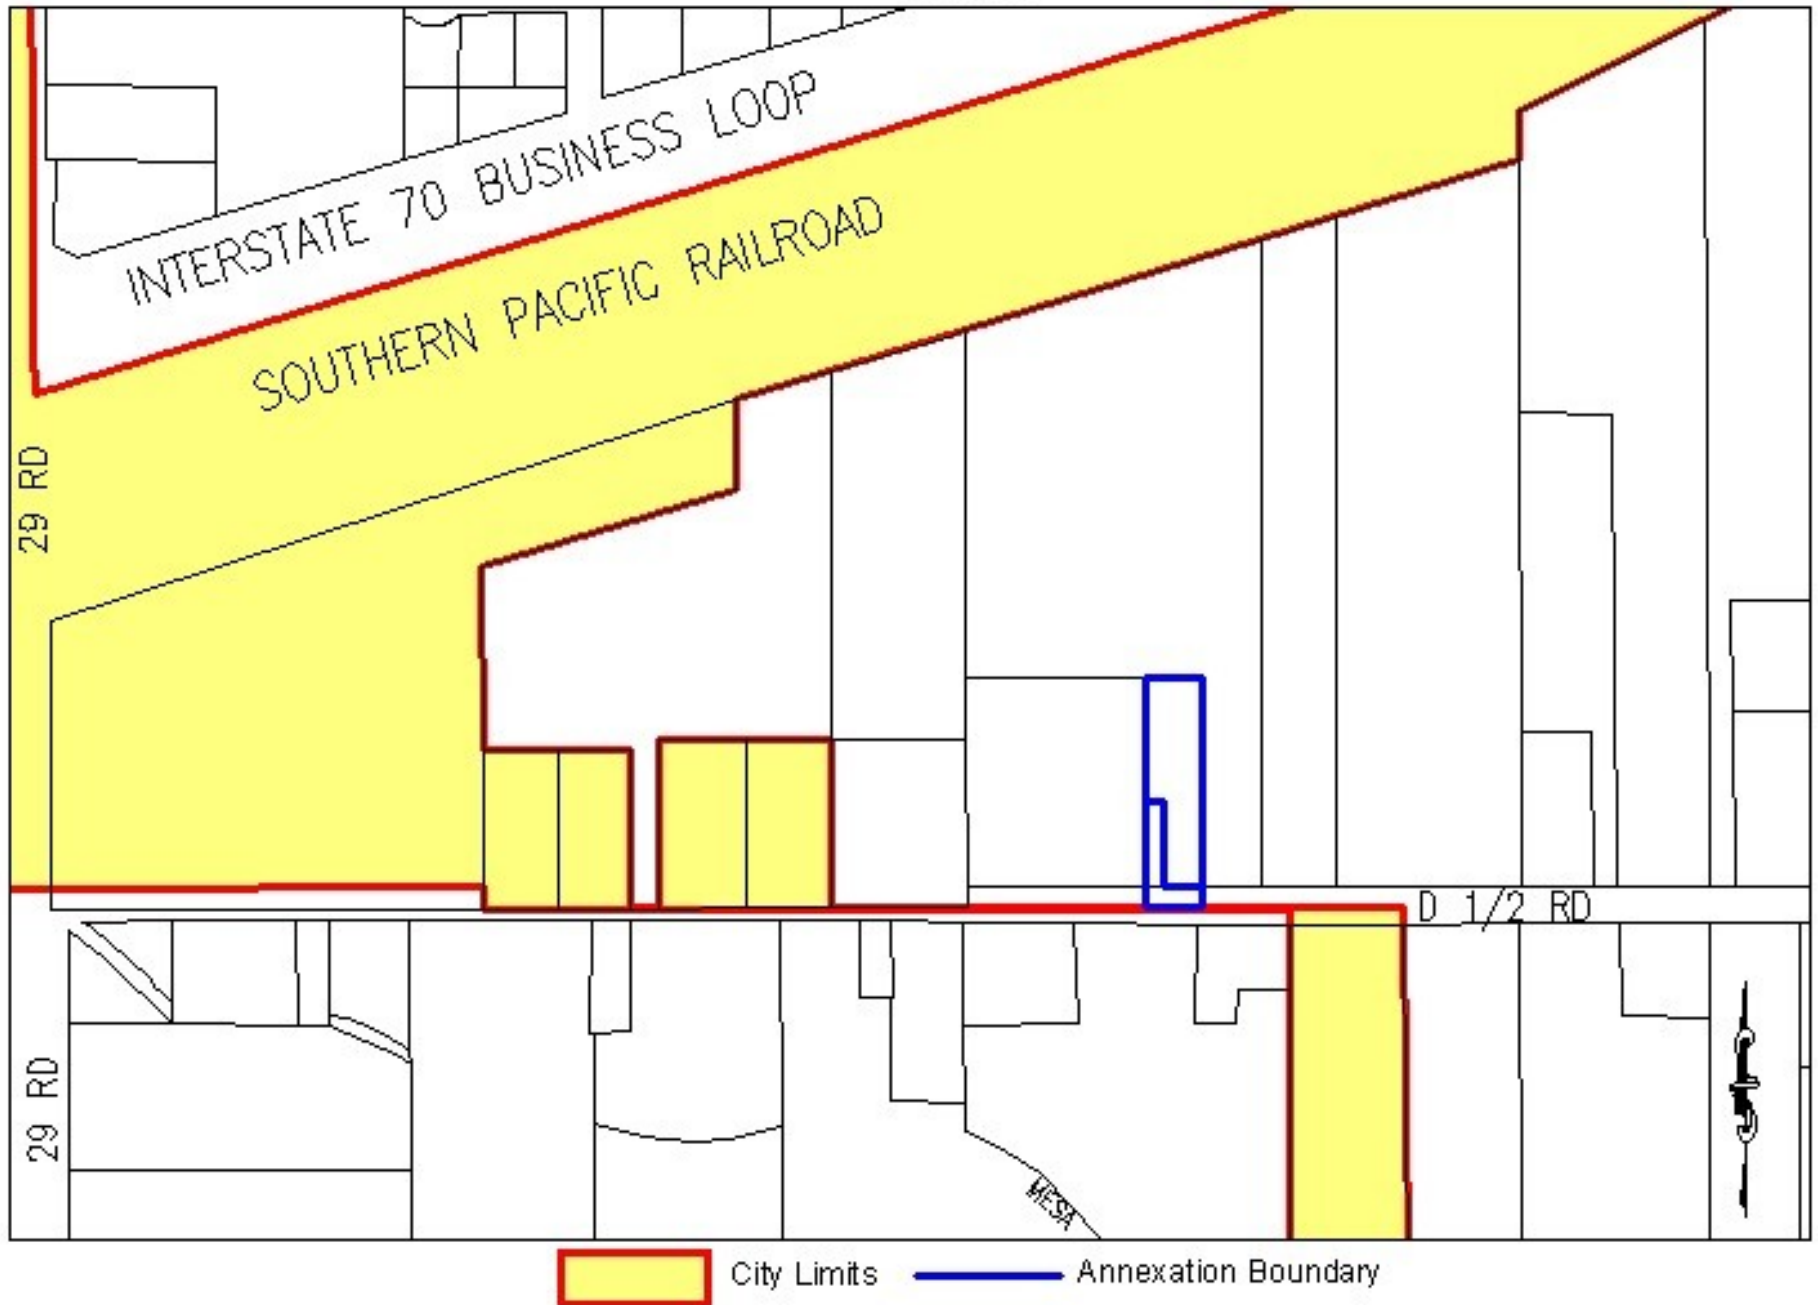 INTERSTATE 70 BUSINESS LOOP
SOUTHERN PACIFIC RAILROAD
29 RD
D 1/2 RD
29 RD
MESA
City Limits
Annexation Boundary